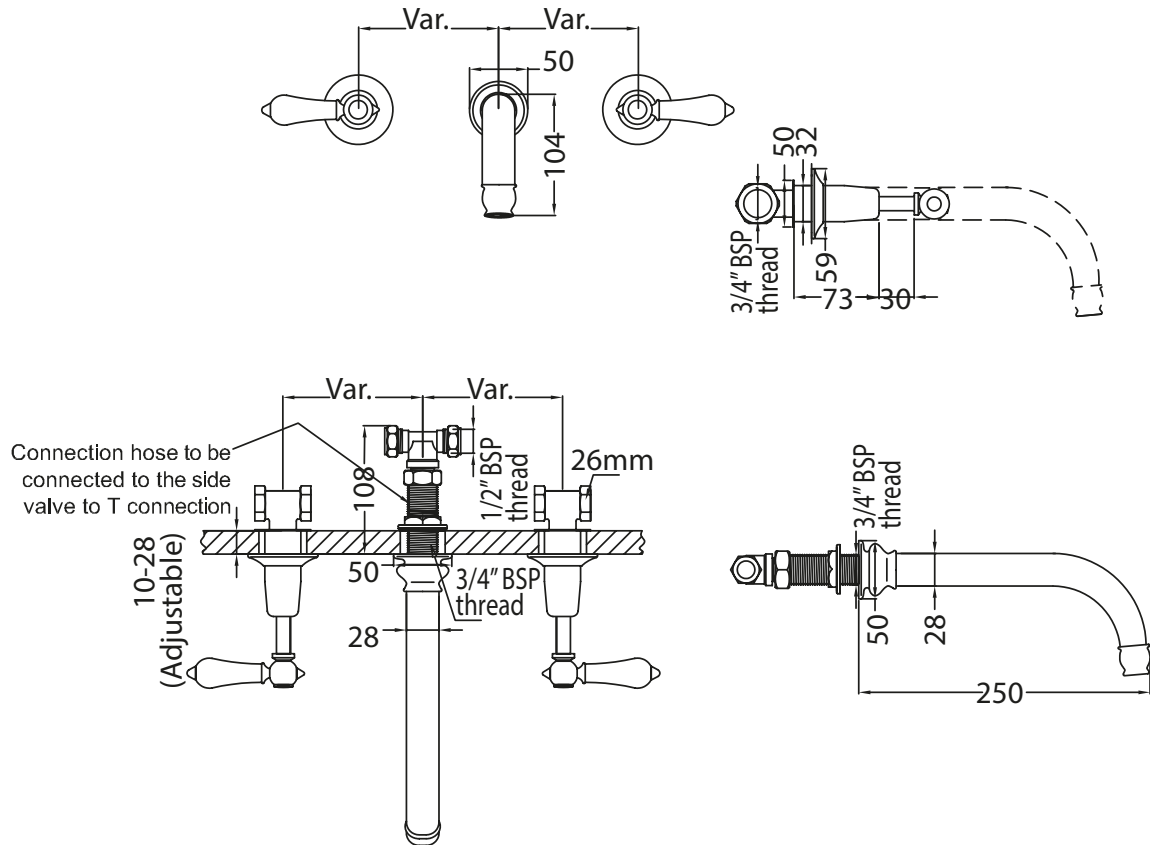 Var.
Var.
50
104
50
32
3/4" BSP
thread
59
73
30
Var.
Var.
Connection hose to be
connected to the side
valve to T connection
108
1/2" BSP
thread
26mm
10-28
(Adjustable)
50
3/4" BSP
thread
28
3/4" BSP
thread
50
28
250